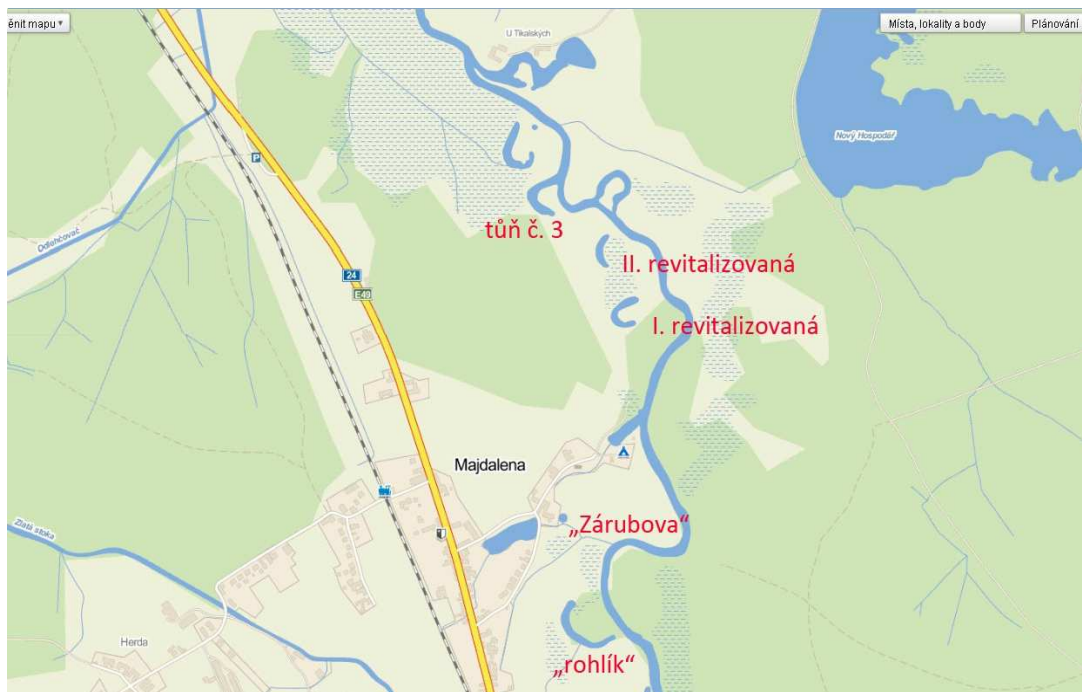 ěnit mapu
Místa, lokality a body
Plánování
U Tikalských
Nový Hospodář
P
Odlehčovač
tůň č. 3
II. revitalizovaná
24
E49
I. revitalizovaná
Majdalena
Zlatá stoka
„Zárubova“
Herda
„rohlík“